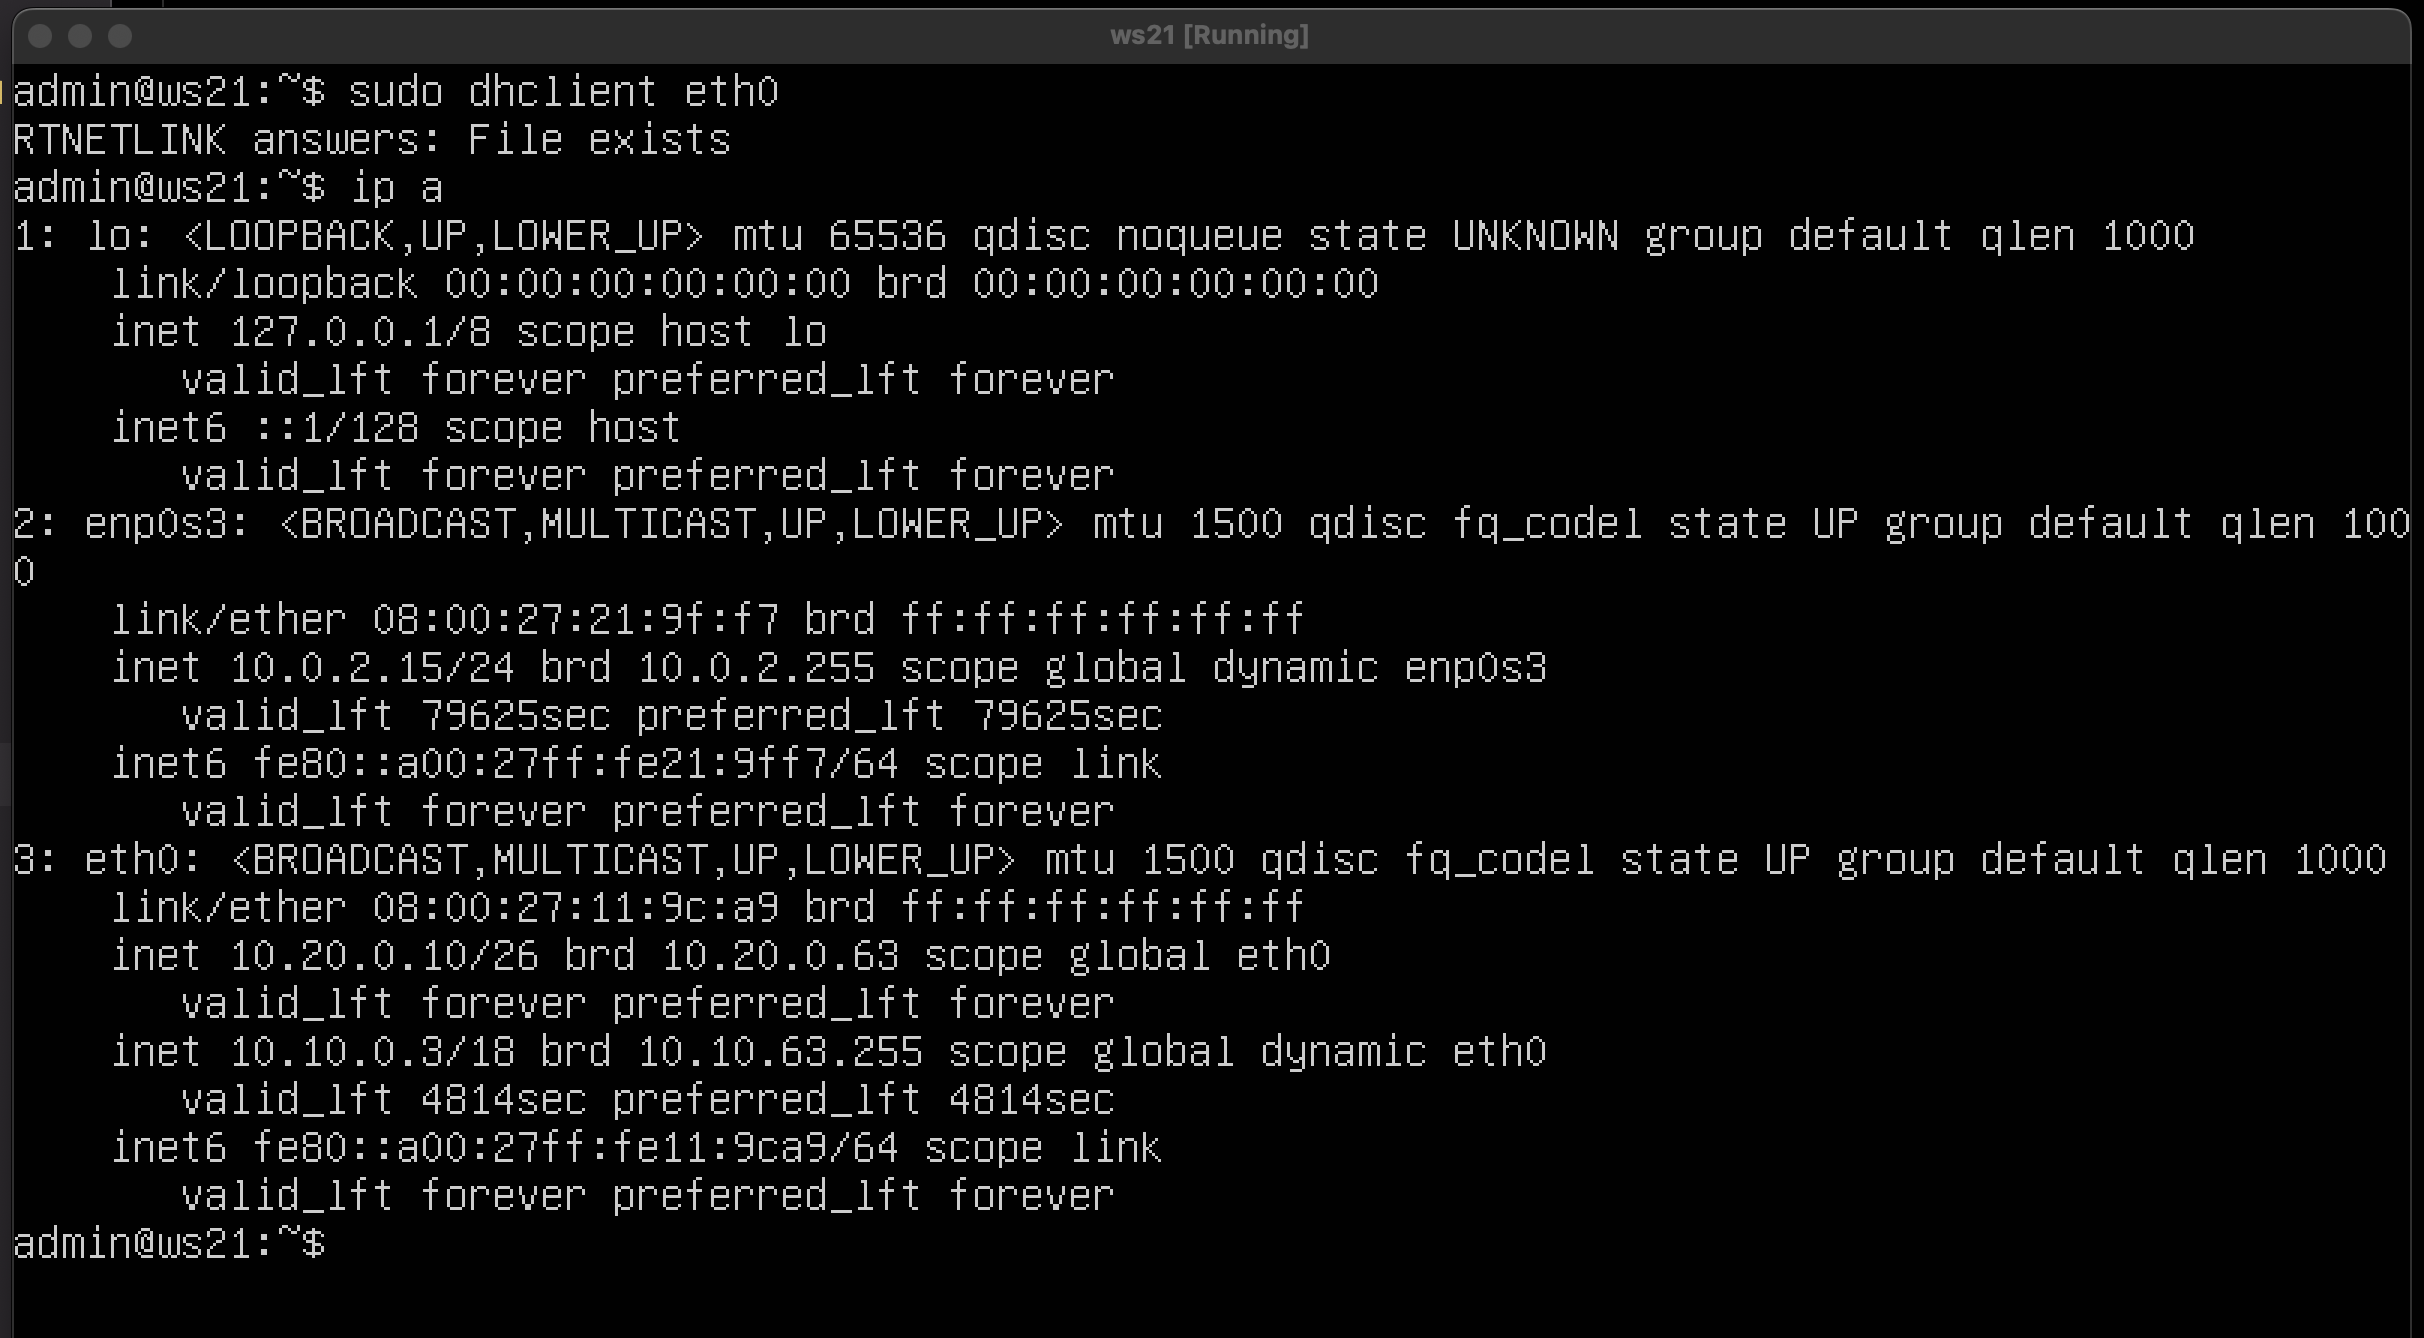 ws21 [Running]
admin@ws21:~$ sudo dhclient eth0
RTNETLINK answers: File exists
admin@ws21:~$ ip a
1: lo: <LOOPBACK,UP,LOWER_UP> mtu 65536 qdisc noqueue state UNKNOWN group default qlen 1000
    link/loopback 00:00:00:00:00:00 brd 00:00:00:00:00:00
    inet 127.0.0.1/8 scope host lo
       valid_lft forever preferred_lft forever
    inet6 ::1/128 scope host
       valid_lft forever preferred_lft forever
2: enp0s3: <BROADCAST,MULTICAST,UP,LOWER_UP> mtu 1500 qdisc fq_codel state UP group default qlen 100
0
    link/ether 08:00:27:21:9f:f7 brd ff:ff:ff:ff:ff:ff
    inet 10.0.2.15/24 brd 10.0.2.255 scope global dynamic enp0s3
       valid_lft 79625sec preferred_lft 79625sec
    inet6 fe80::a00:27ff:fe21:9ff7/64 scope link
       valid_lft forever preferred_lft forever
3: eth0: <BROADCAST,MULTICAST,UP,LOWER_UP> mtu 1500 qdisc fq_codel state UP group default qlen 1000
    link/ether 08:00:27:11:9c:a9 brd ff:ff:ff:ff:ff:ff
    inet 10.20.0.10/26 brd 10.20.0.63 scope global eth0
       valid_lft forever preferred_lft forever
    inet 10.10.0.3/18 brd 10.10.63.255 scope global dynamic eth0
       valid_lft 4814sec preferred_lft 4814sec
    inet6 fe80::a00:27ff:fe11:9ca9/64 scope link
       valid_lft forever preferred_lft forever
admin@ws21:~$